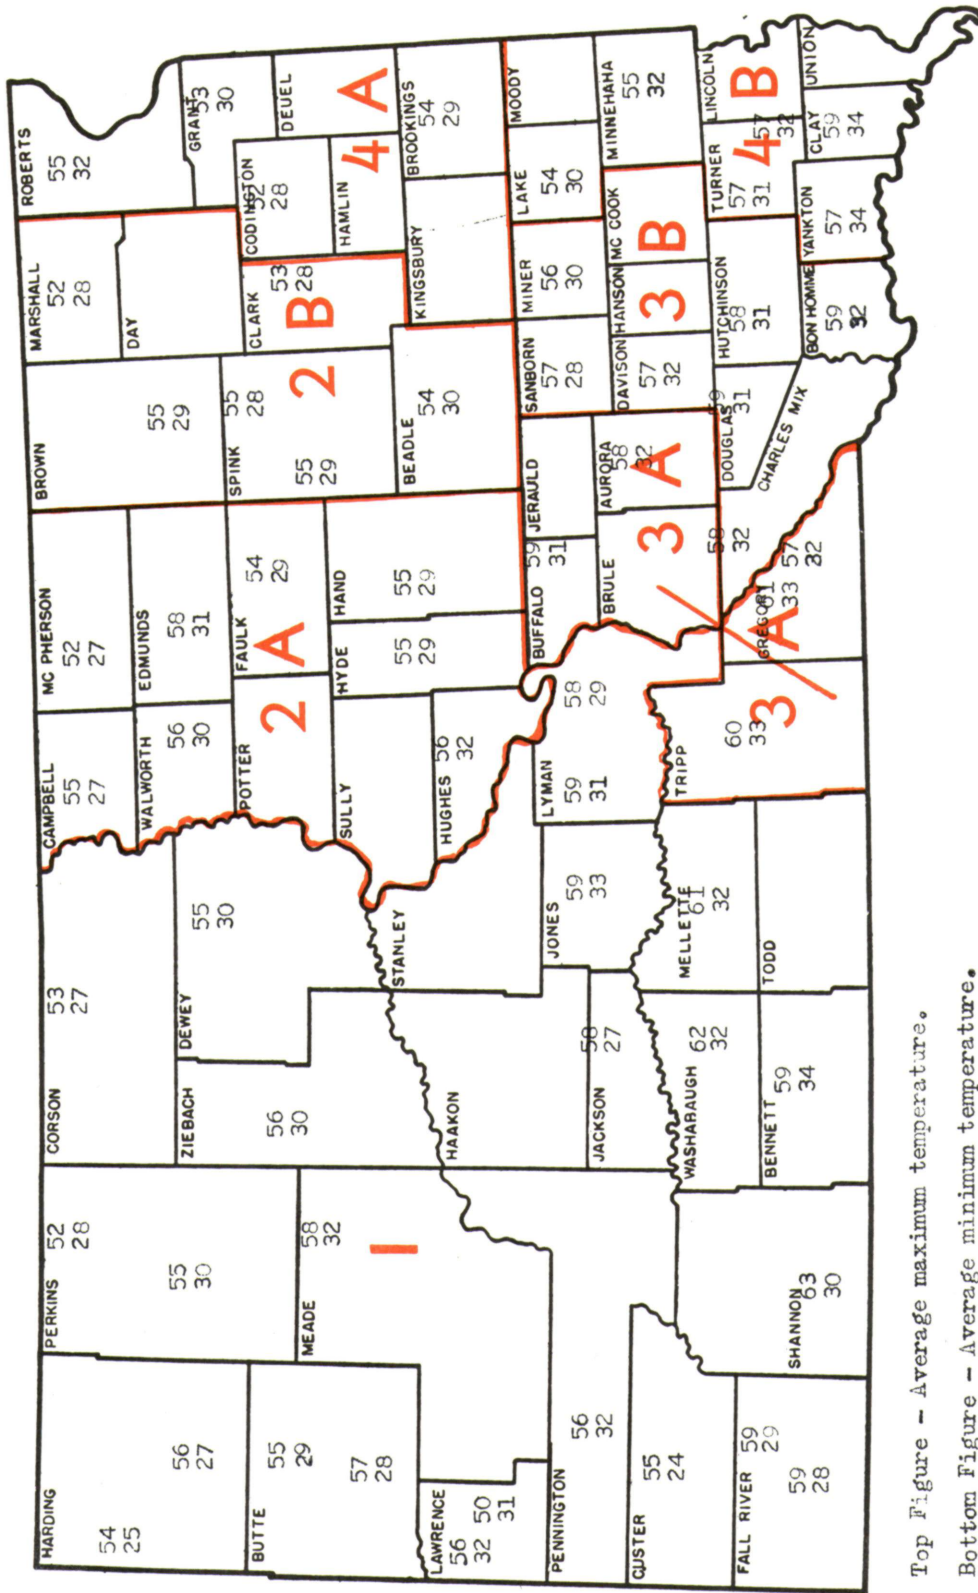 HARDING
54
25
56
27
PERKINS
52
28
55
30
CORSON
53
27
CAMPBELL
55
27
MC PHERSON
52
27
BROWN
55
29
MARSHALL
52
28
ROBERTS
55
32
BUTTE
55
29
57
28
MEADE
58
32
1
ZIEBACH
56
30
DEWEY
55
30
WALWORTH
56
30
EDMUNDS
58
31
DAY
GRANT
53
30
POTTER
2 A
FAULK
54
29
SPINK
55
28
55
29
2 B
CLARK
53
28
CODINGTON
52
28
DEUEL
HAMLIN
4 A
LAWRENCE
56
32
50
31
HAAKON
STANLEY
SULLY
HUGHES
56
32
HYDE
55
29
HAND
55
29
BEADLE
54
30
KINGSBURY
BROOKINGS
54
29
PENNINGTON
56
32
JACKSON
58
27
JONES
59
33
LYMAN
59
31
58
29
BUFFALO
59
31
JERAULD
SANBORN
57
28
MINER
56
30
LAKE
54
30
MOODY
BRULE
AURORA
58
32
3 A
DAVISON
57
32
HANSON
MC COOK
3 B
MINNEHAHA
55
32
CUSTER
55
24
WASHABAUGH
62
32
MELLETTE
61
32
TRIPP
60
33
GREGORY
61
33
57
32
3 A
58
32
CHARLES MIX
DOUGLAS
59
31
HUTCHINSON
58
31
TURNER
57
31
LINCOLN
57
32
4 B
FALL RIVER
59
29
59
28
SHANNON
63
30
BENNETT
59
34
TODD
BON HOMME
59
32
YANKTON
57
34
CLAY
59
34
UNION
Top Figure - Average maximum temperature.
Bottom Figure - Average minimum temperature.